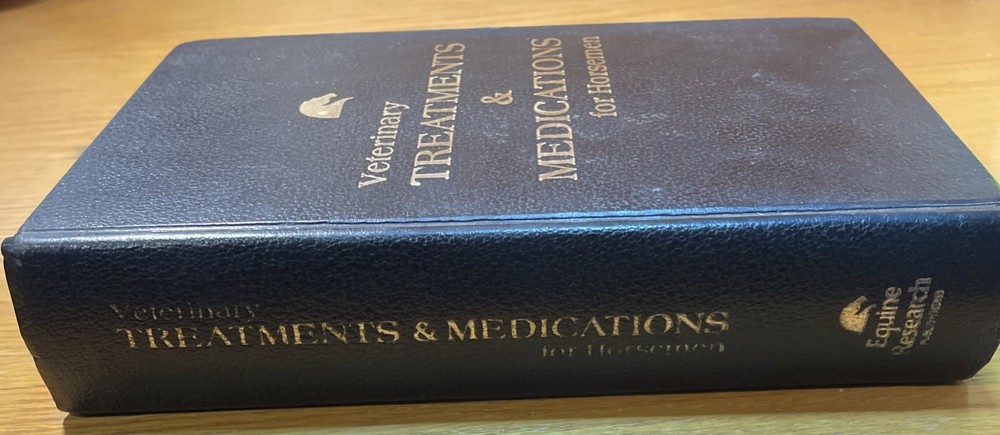 Veterinary
TREATMENTS
&
MEDICATIONS
for Horsemen
Veterinary
TREATMENTS & MEDICATIONS
for Horsemen
Equine
Research